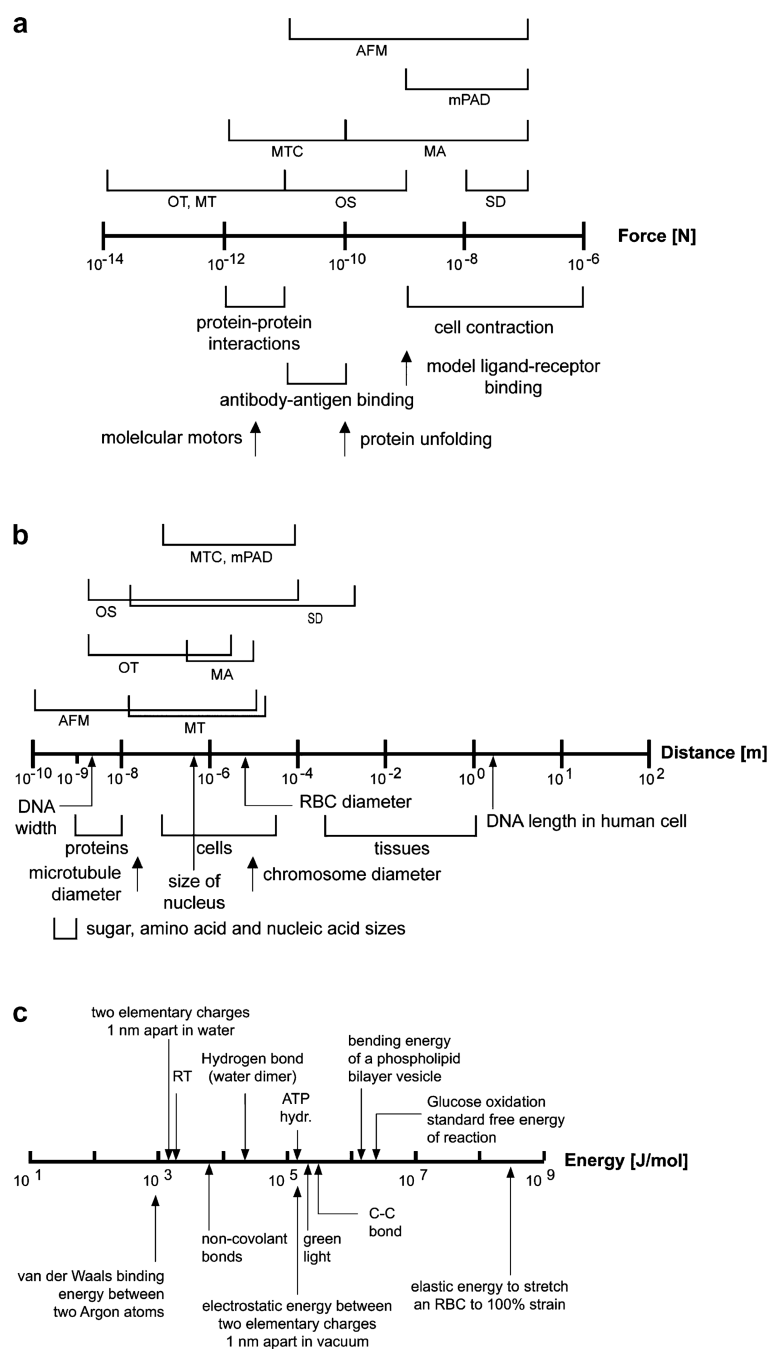 a
AFM
mPAD
MTC
MA
OT, MT
OS
SD
Force [N]
10-14
10-12
10-10
10-8
10-6
protein-protein
interactions
cell contraction
model ligand-receptor
binding
antibody-antigen binding
molelcular motors
protein unfolding
b
MTC, mPAD
OS
SD
OT
MA
AFM
MT
Distance [m]
10-10
10-9
10-8
10-6
10-4
10-2
100
101
102
DNA
width
RBC diameter
DNA length in human cell
proteins
cells
tissues
microtubule
diameter
size of
nucleus
chromosome diameter
sugar, amino acid and nucleic acid sizes
c
two elementary charges
1 nm apart in water
RT
Hydrogen bond
(water dimer)
ATP
hydr.
bending energy
of a phospholipid
bilayer vesicle
Glucose oxidation
standard free energy
of reaction
Energy [J/mol]
10 1
10 3
10 5
10 7
10 9
van der Waals binding
energy between
two Argon atoms
non-covolant
bonds
green
light
C-C
bond
electrostatic energy between
two elementary charges
1 nm apart in vacuum
elastic energy to stretch
an RBC to 100% strain